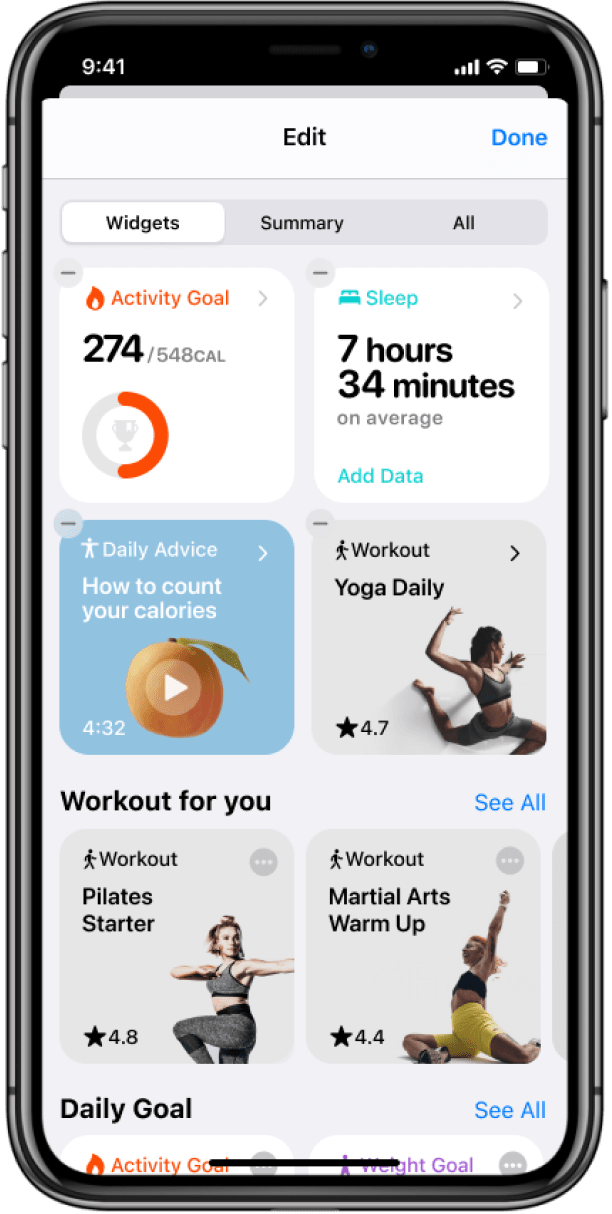 9:41
Edit
Done
Widgets
Summary
All
Activity Goal
274/548CAL
Sleep
7 hours
34 minutes
on average
Add Data
Daily Advice
How to count
your calories
4:32
Workout
Yoga Daily
4.7
Workout for you
See All
Workout
Pilates
Starter
4.8
Workout
Martial Arts
Warm Up
4.4
Daily Goal
See All
Activity Goal
Weight Goal